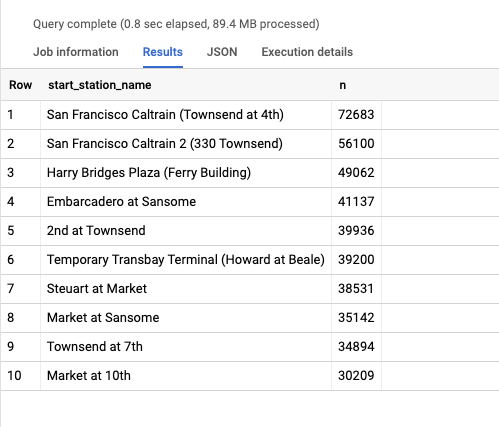 Query complete (0.8 sec elapsed, 89.4 MB processed)
Job information Results JSON Execution details
Row start_station_name n
1 San Francisco Caltrain (Townsend at 4th) 72683
2 San Francisco Caltrain 2 (330 Townsend) 56100
3 Harry Bridges Plaza (Ferry Building) 49062
4 Embarcadero at Sansome 41137
5 2nd at Townsend 39936
6 Temporary Transbay Terminal (Howard at Beale) 39200
7 Steuart at Market 38531
8 Market at Sansome 35142
9 Townsend at 7th 34894
10 Market at 10th 30209